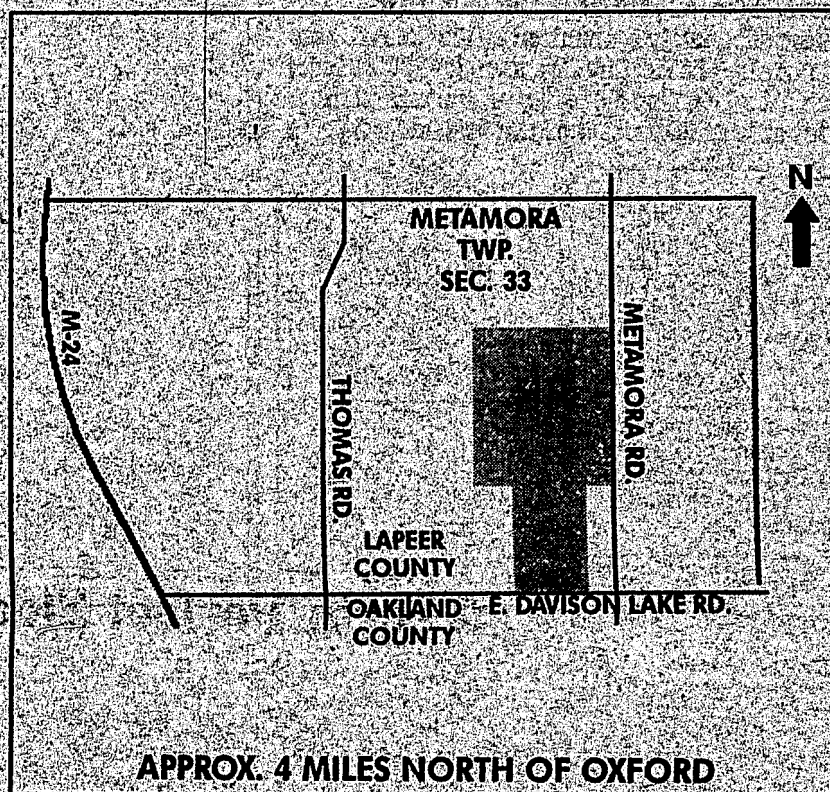 N
METAMORA
TWP.
SEC. 33
M-24
THOMAS RD.
METAMORA RD.
LAPEER
COUNTY
OAKLAND
COUNTY
E. DAVISON LAKE RD.
APPROX. 4 MILES NORTH OF OXFORD